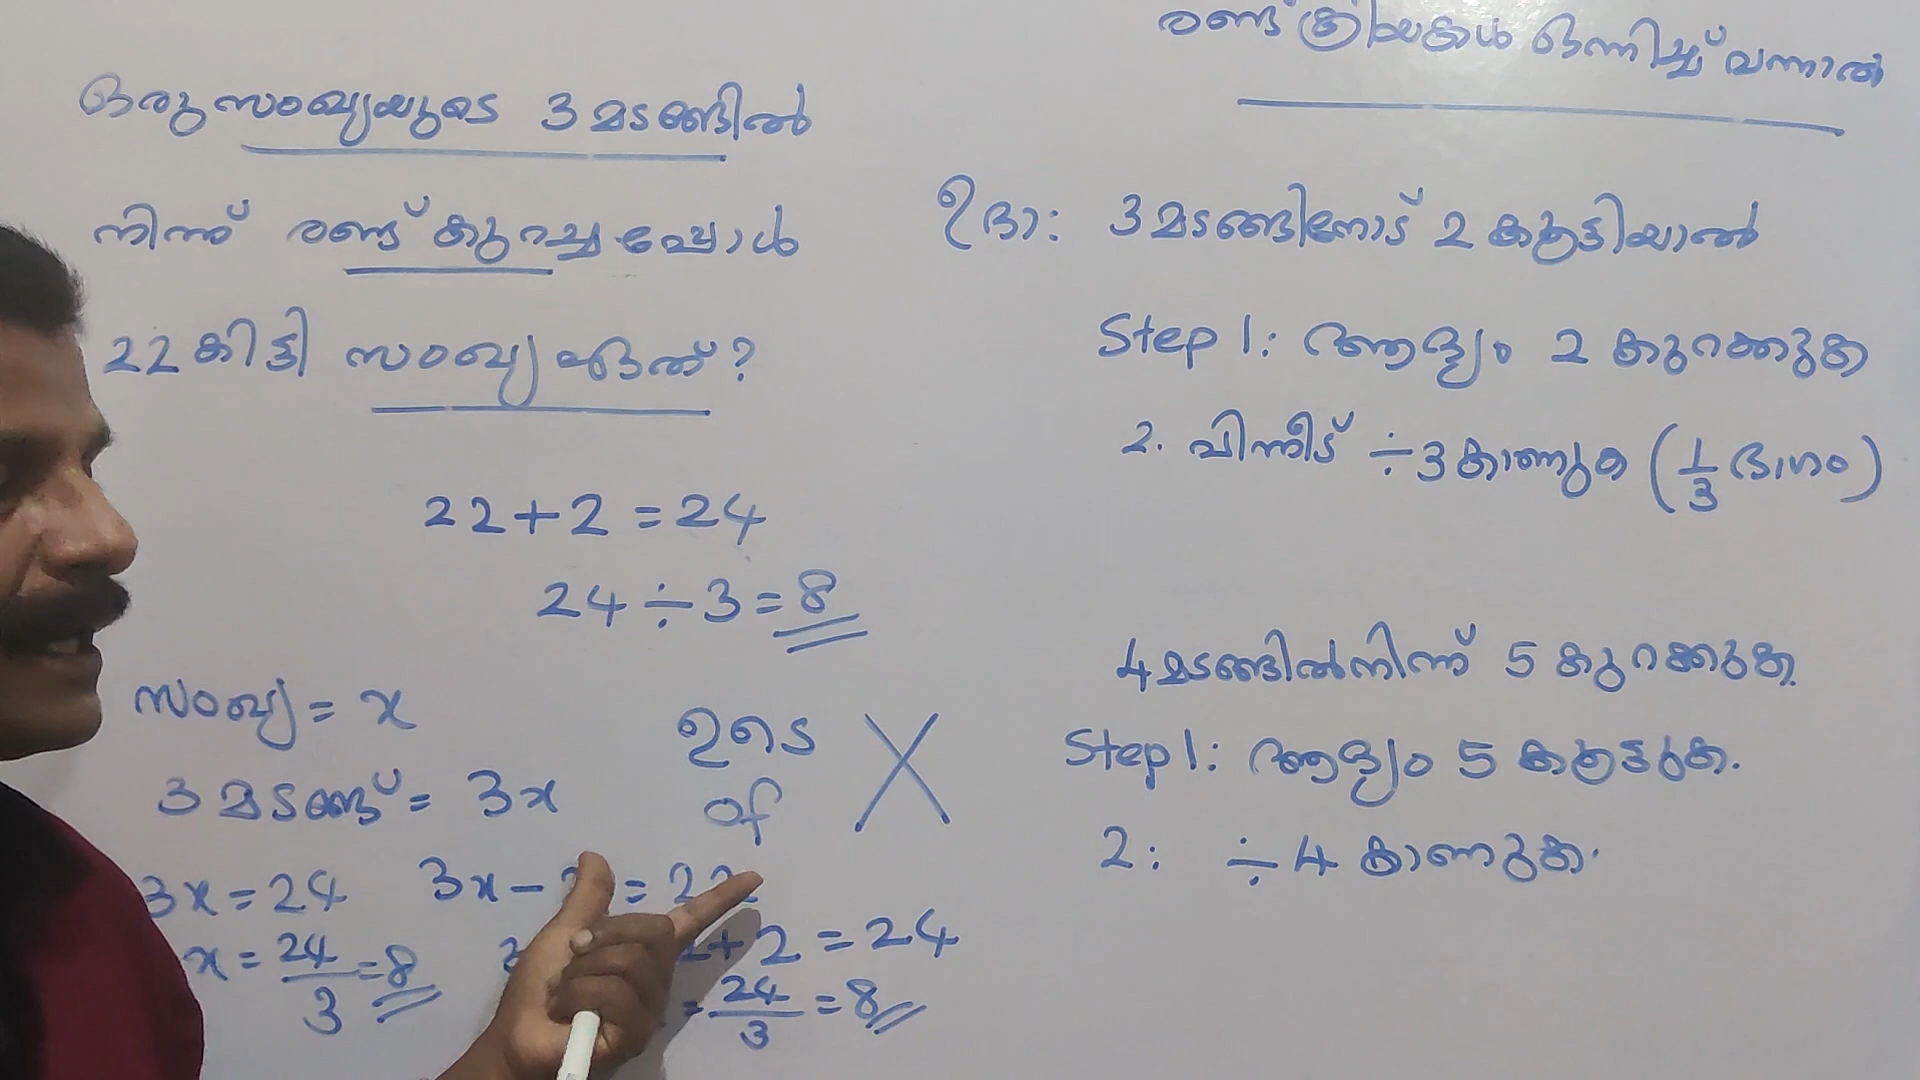 ഒരു സംഖ്യയുടെ 3 മടങ്ങിൽ
നിന്ന് രണ്ട് കുറച്ചപ്പോൾ
22 കിട്ടി സംഖ്യ ഏത്?
22+2 = 24
24 ÷ 3 = 8
സംഖ്യ = x
3 മടങ്ങ് = 3x
ഉടെ
of
3x = 24
x = 24/3 = 8
3x - = 22
+2 = 24
= 24/3 = 8
രണ്ട് ക്രിയകൾ ഒന്നിച്ച് വന്നാൽ
ഉദാ: 3 മടങ്ങിനോട് 2 കൂട്ടിയാൽ
Step 1: ആദ്യം 2 കുറക്കുക
2. പിന്നീട് ÷3 കാണുക (1/3 ഭാഗം)
4 മടങ്ങിൽനിന്ന് 5 കുറക്കുക.
Step 1: ആദ്യം 5 കൂട്ടുക.
2: ÷4 കാണുക.